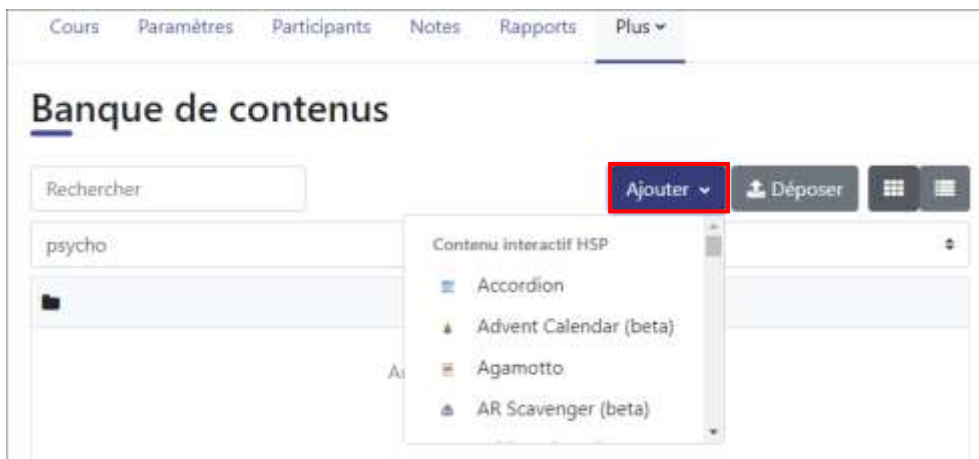 Cours Paramètres Participants Notes Rapports Plus
Banque de contenus
Rechercher Ajouter Déposer
psycho
Contenu interactif H5P
Accordion
Advent Calendar (beta)
Agamotto
AR Scavenger (beta)